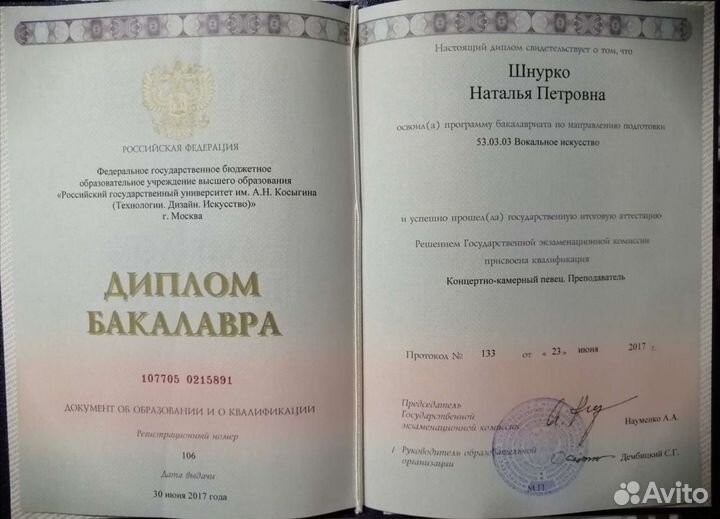 РОССИЙСКАЯ ФЕДЕРАЦИЯ
Федеральное государственное бюджетное
образовательное учреждение высшего образования
«Российский государственный университет им. А.Н. Косыгина
(Технологии. Дизайн. Искусство)»
г. Москва
ДИПЛОМ
БАКАЛАВРА
107705 0215891
ДОКУМЕНТ ОБ ОБРАЗОВАНИИ И О КВАЛИФИКАЦИИ
Регистрационный номер
106
Дата выдачи
30 июня 2017 года
Настоящий диплом свидетельствует о том, что
Шнурко
Наталья Петровна
освоил(а) программу бакалавриата по направлению подготовки
53.03.03 Вокальное искусство
и успешно прошел(ла) государственную итоговую аттестацию
Решением Государственной экзаменационной комиссии
присвоена квалификация
Концертно-камерный певец. Преподаватель
Протокол № 133 от « 23 » июня 2017 г.
Председатель
Государственной
экзаменационной комиссии
Науменко А.А.
Руководитель образовательной
организации
Дембицкий С.Г.
М.П.
Avito